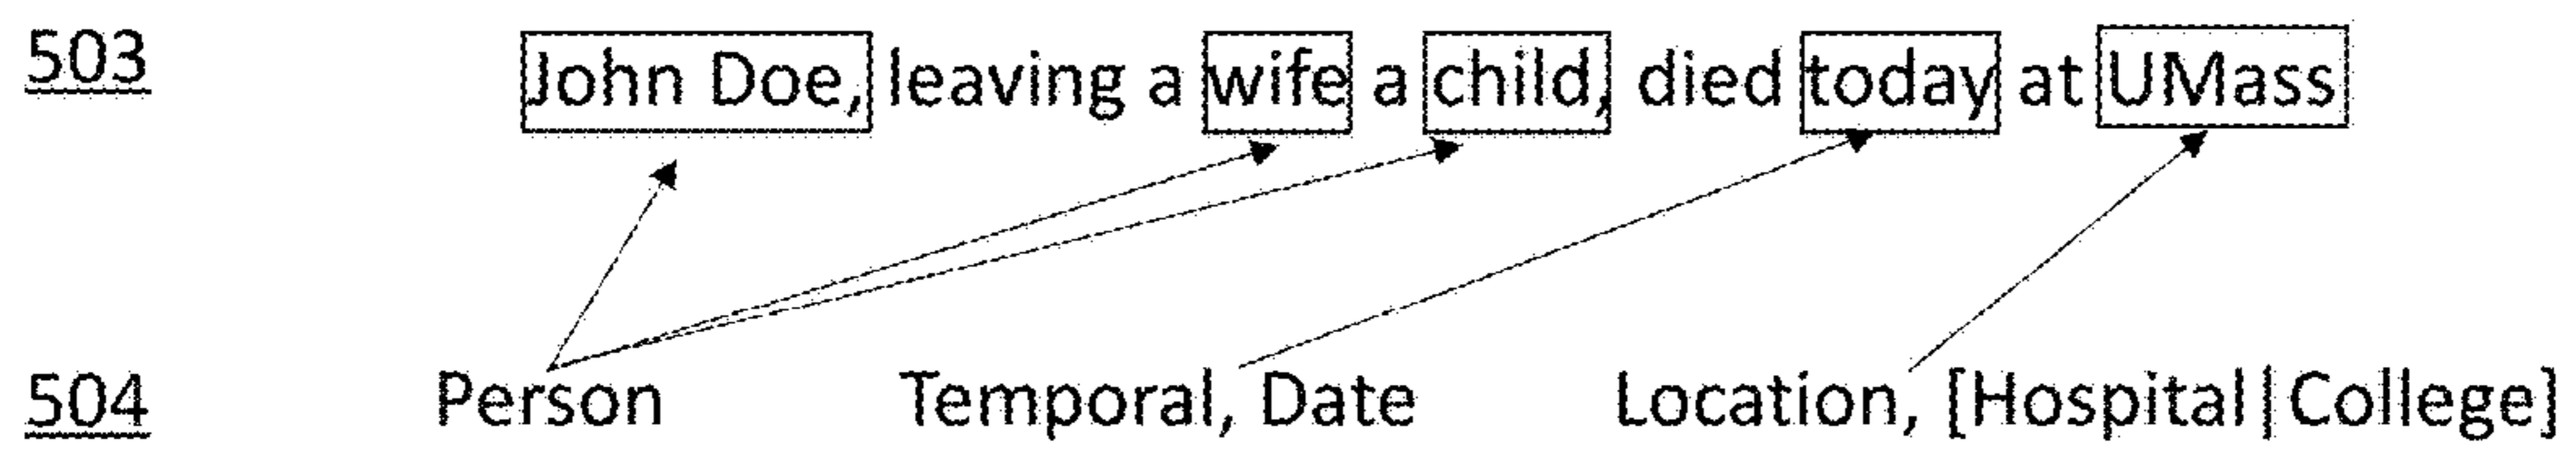 503 John Doe, leaving a wife a child, died today at UMass
504 Person Temporal, Date Location, [Hospital|College]